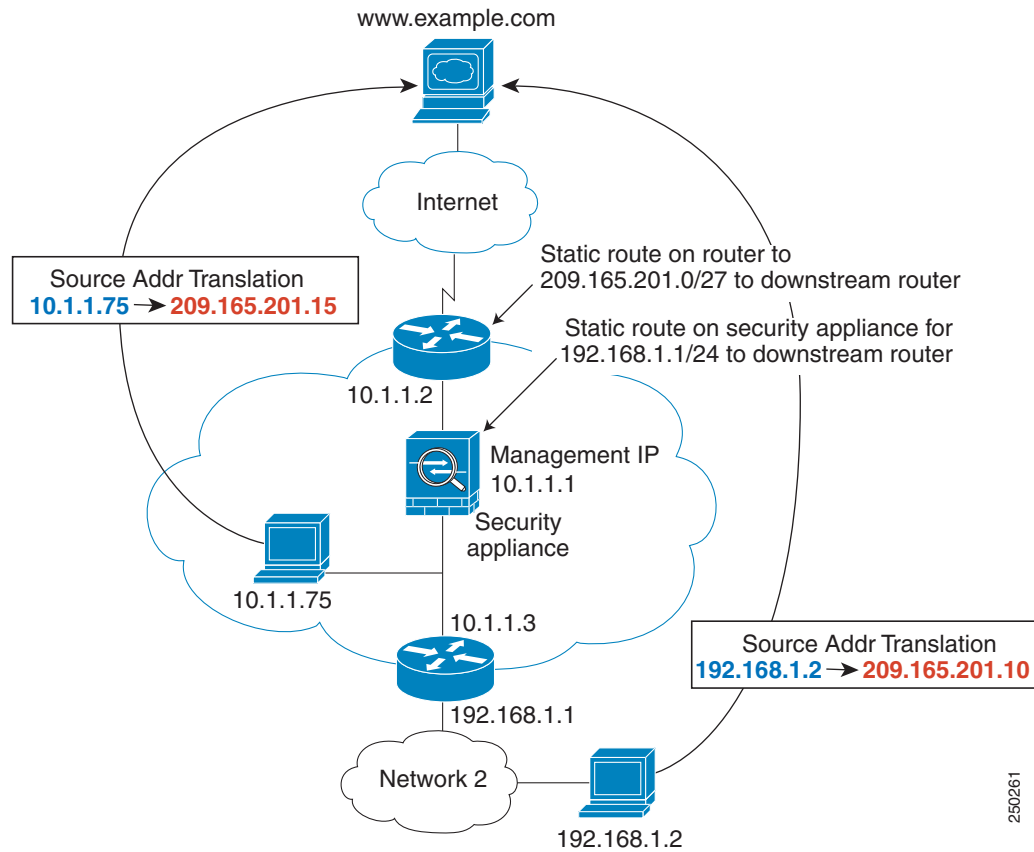 www.example.com
Internet
Static route on router to
209.165.201.0/27 to downstream router
Source Addr Translation
10.1.1.75 209.165.201.15
Static route on security appliance for
192.168.1.1/24 to downstream router
10.1.1.2
Management IP
10.1.1.1
Security
appliance
10.1.1.75
10.1.1.3
Source Addr Translation
192.168.1.2 209.165.201.10
192.168.1.1
Network 2
192.168.1.2
250261